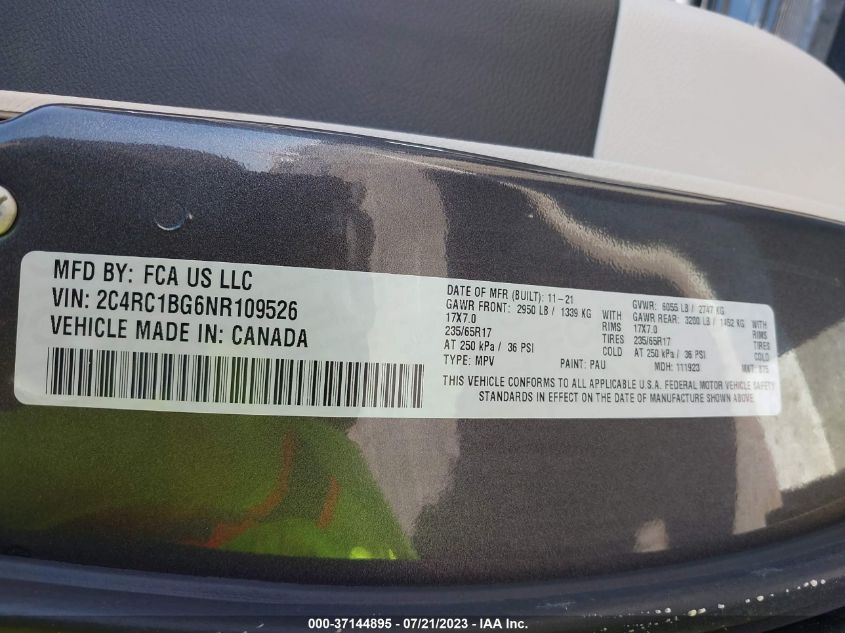 MFD BY: FCA US LLC
VIN: 2C4RC1BG6NR109526
VEHICLE MADE IN: CANADA
DATE OF MFR (BUILT): 11-21 GVWR: 6055 LB / 2747 KG
GAWR FRONT: 2950 LB / 1339 KG WITH GAWR REAR: 3200 LB / 1452 KG WITH
17X7.0 RIMS 17X7.0 RIMS
235/65R17 TIRES 235/65R17 TIRES
AT 250 kPa / 36 PSI COLD AT 250 kPa / 36 PSI COLD
TYPE: MPV PAINT: PAU MDH: 111923 MKT: 875
THIS VEHICLE CONFORMS TO ALL APPLICABLE U.S.A. FEDERAL MOTOR VEHICLE SAFETY
STANDARDS IN EFFECT ON THE DATE OF MANUFACTURE SHOWN ABOVE.
000-37144895 / 07/21/2023 - © IAA Inc.